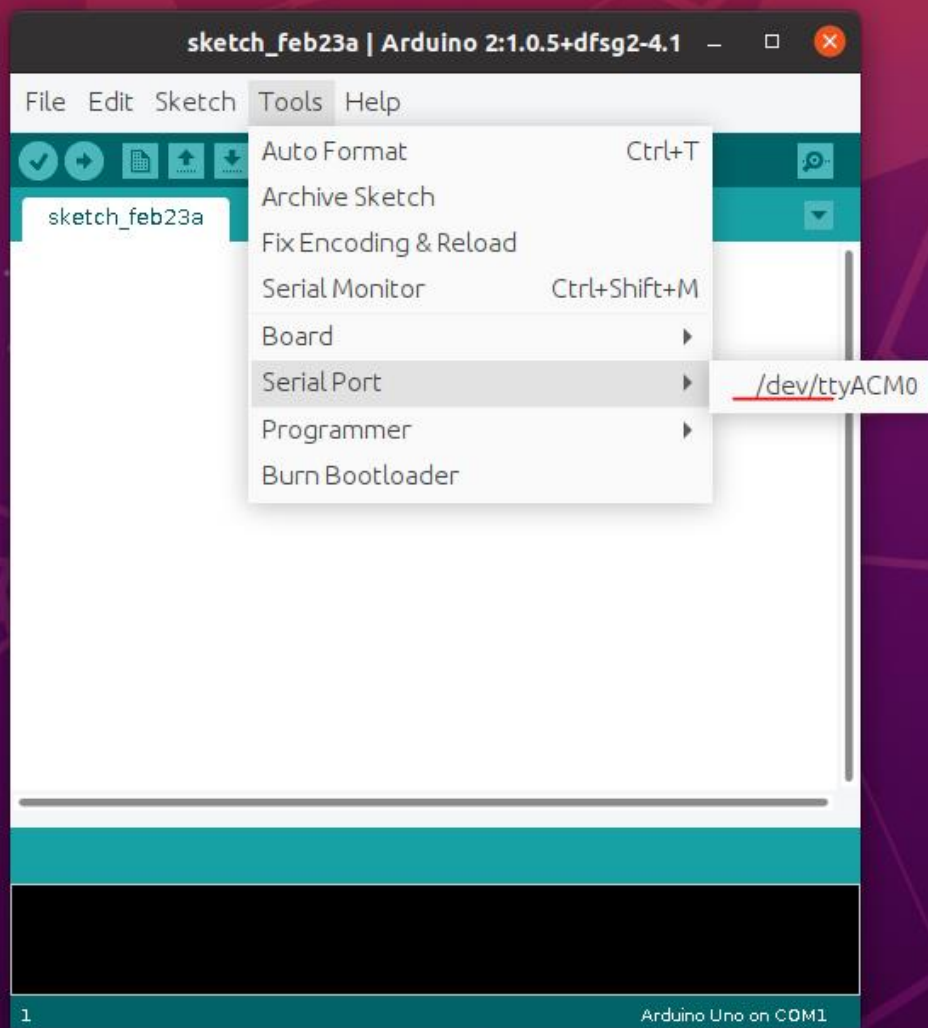 sketch_feb23a | Arduino 2:1.0.5+dfsg2-4.1
File Edit Sketch Tools Help
Auto Format Ctrl+T
Archive Sketch
sketch_feb23a
Fix Encoding & Reload
Serial Monitor Ctrl+Shift+M
Board
Serial Port
/dev/ttyACM0
Programmer
Burn Bootloader
1 Arduino Uno on COM1